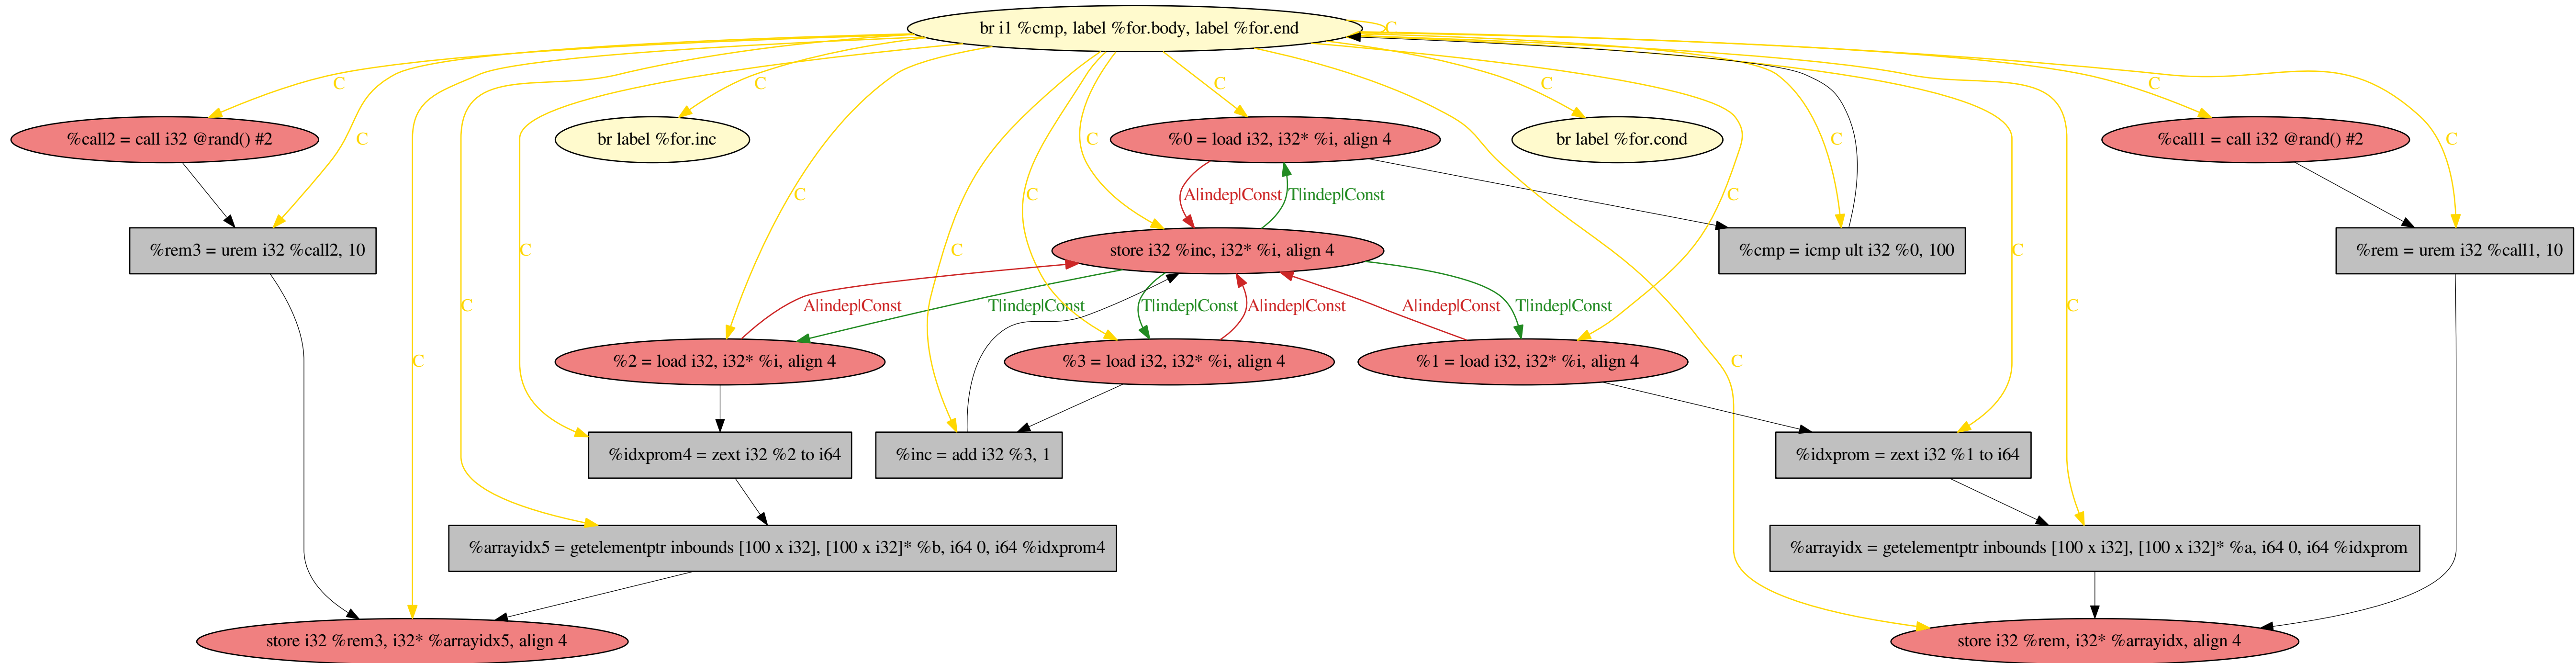 br i1 %cmp, label %for.body, label %for.end
C
C
C
C
C
C
C
%call2 = call i32 @rand() #2
C
br label %for.inc
C
%0 = load i32, i32* %i, align 4
br label %for.cond
C
%call1 = call i32 @rand() #2
C
C
A|indep|Const
T|indep|Const
C
C
%rem3 = urem i32 %call2, 10
C
C
store i32 %inc, i32* %i, align 4
%cmp = icmp ult i32 %0, 100
C
%rem = urem i32 %call1, 10
C
A|indep|Const
T|indep|Const
T|indep|Const
A|indep|Const
A|indep|Const
T|indep|Const
C
C
%2 = load i32, i32* %i, align 4
%3 = load i32, i32* %i, align 4
%1 = load i32, i32* %i, align 4
C
%idxprom4 = zext i32 %2 to i64
%inc = add i32 %3, 1
%idxprom = zext i32 %1 to i64
%arrayidx5 = getelementptr inbounds [100 x i32], [100 x i32]* %b, i64 0, i64 %idxprom4
%arrayidx = getelementptr inbounds [100 x i32], [100 x i32]* %a, i64 0, i64 %idxprom
store i32 %rem3, i32* %arrayidx5, align 4
store i32 %rem, i32* %arrayidx, align 4